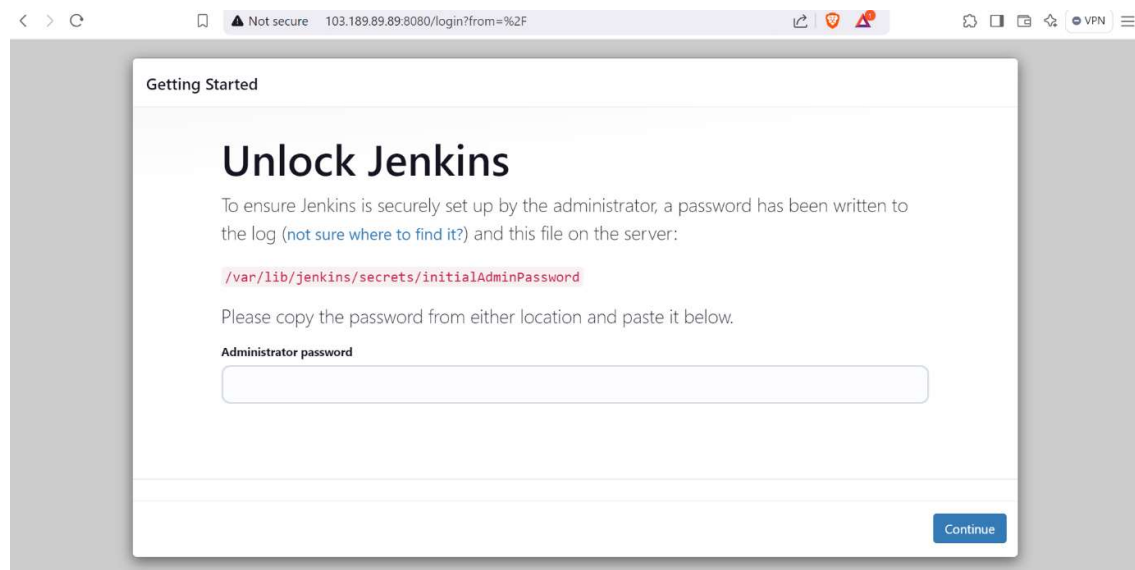 Not secure 103.189.89.89:8080/login?from=%2F
VPN
Getting Started
Unlock Jenkins
To ensure Jenkins is securely set up by the administrator, a password has been written to
the log (not sure where to find it?) and this file on the server:
/var/lib/jenkins/secrets/initialAdminPassword
Please copy the password from either location and paste it below.
Administrator password
Continue